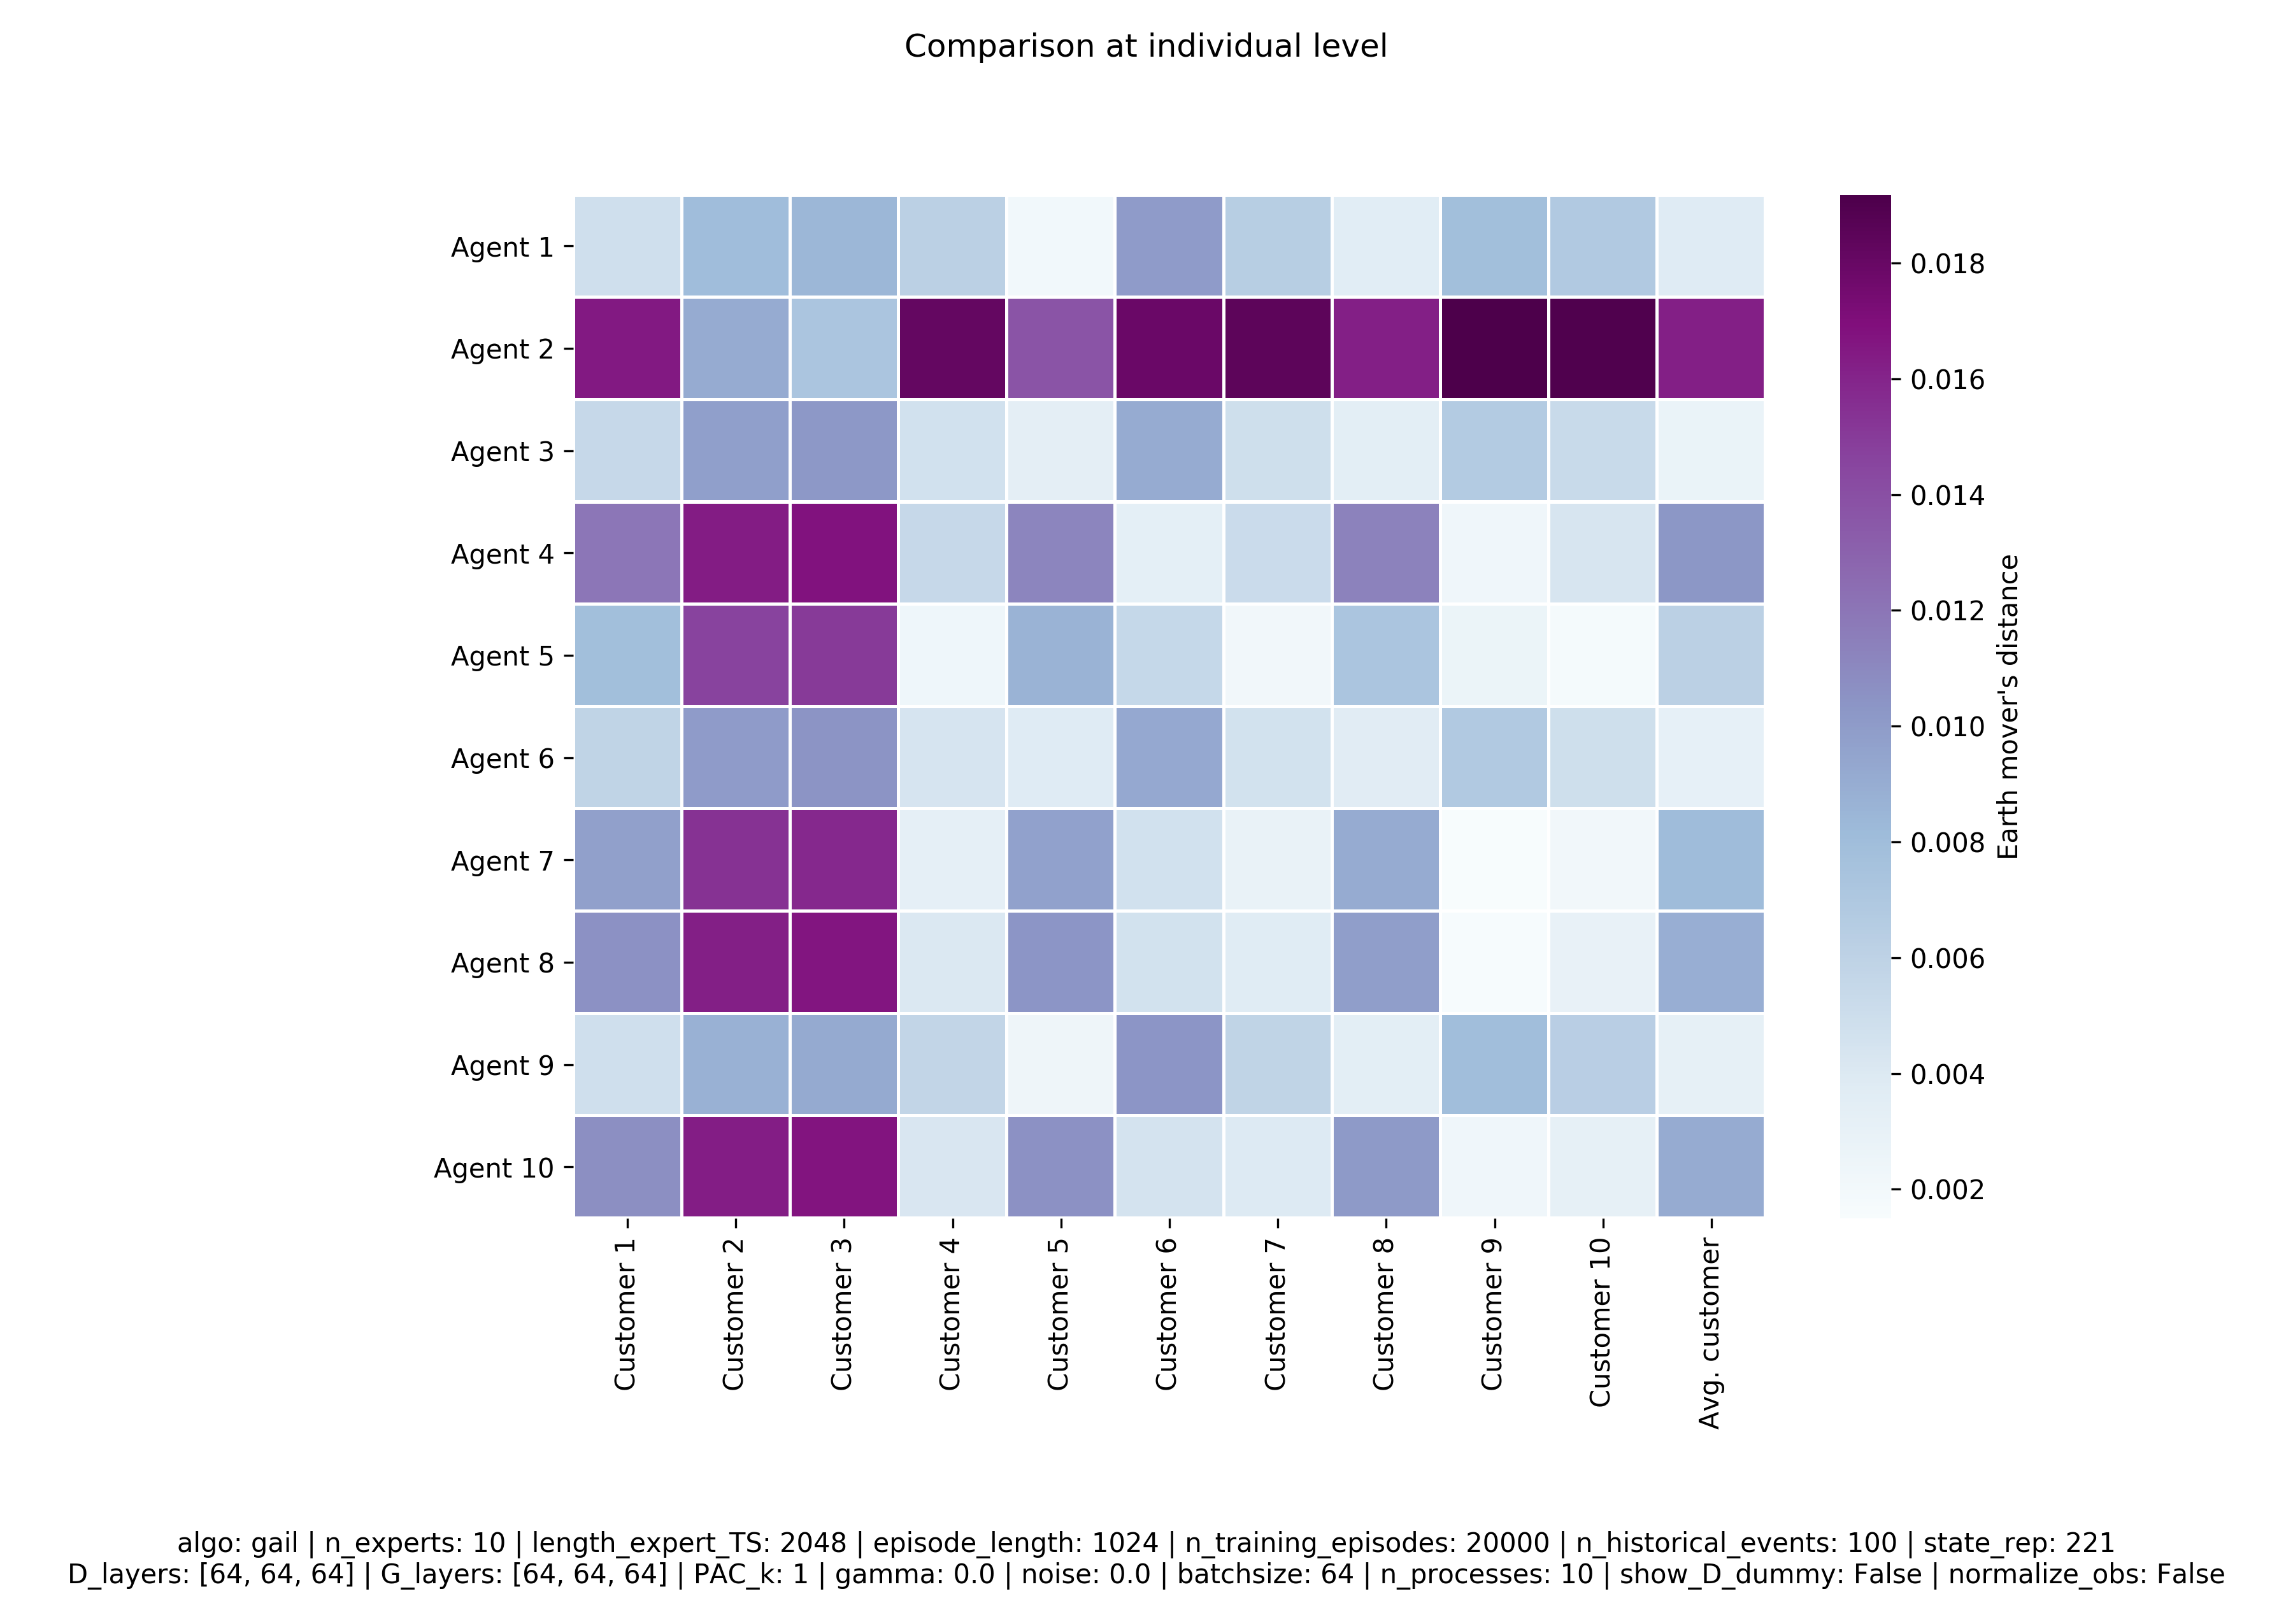 Comparison at individual level
Agent 1
Agent 2
Agent 3
Agent 4
Agent 5
Agent 6
Agent 7
Agent 8
Agent 9
Agent 10
Customer 1
Customer 2
Customer 3
Customer 4
Customer 5
Customer 6
Customer 7
Customer 8
Customer 9
Customer 10
Avg. customer
0.018
0.016
0.014
0.012
0.010
0.008
0.006
0.004
0.002
Earth mover's distance
algo: gail | n_experts: 10 | length_expert_TS: 2048 | episode_length: 1024 | n_training_episodes: 20000 | n_historical_events: 100 | state_rep: 221
D_layers: [64, 64, 64] | G_layers: [64, 64, 64] | PAC_k: 1 | gamma: 0.0 | noise: 0.0 | batchsize: 64 | n_processes: 10 | show_D_dummy: False | normalize_obs: False